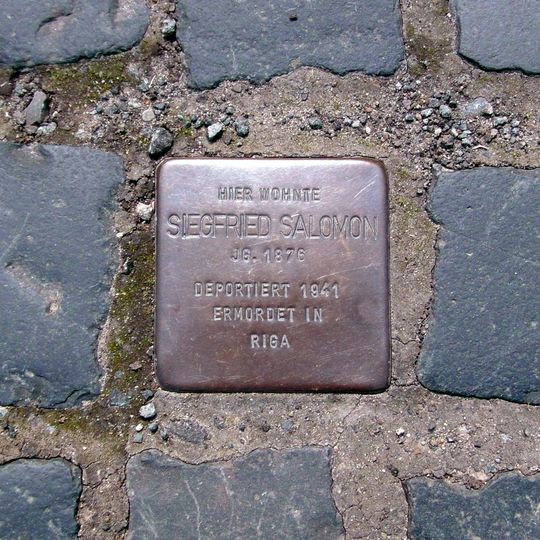 HIER WOHNTE
SIEGFRIED SALOMON
JG. 1876
DEPORTIERT 1941
ERMORDET IN
RIGA